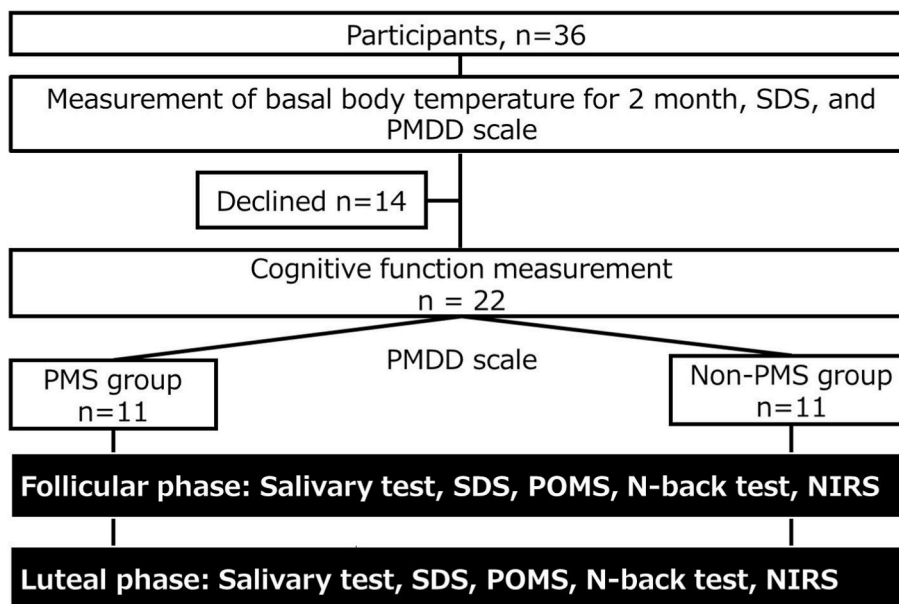 Participants, n=36
Measurement of basal body temperature for 2 month, SDS, and
PMDD scale
Declined n=14
Cognitive function measurement
n = 22
PMDD scale
PMS group
n=11
Non-PMS group
n=11
Follicular phase: Salivary test, SDS, POMS, N-back test, NIRS
Luteal phase: Salivary test, SDS, POMS, N-back test, NIRS